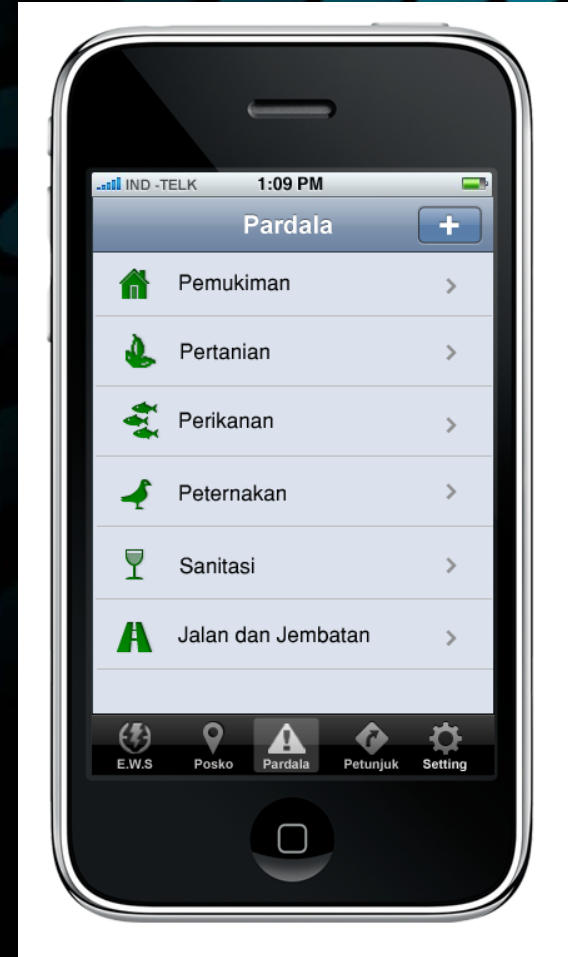 IND -TELK 1:09 PM
Pardala +
Pemukiman
Pertanian
Perikanan
Peternakan
Sanitasi
Jalan dan Jembatan
E.W.S Posko Pardala Petunjuk Setting